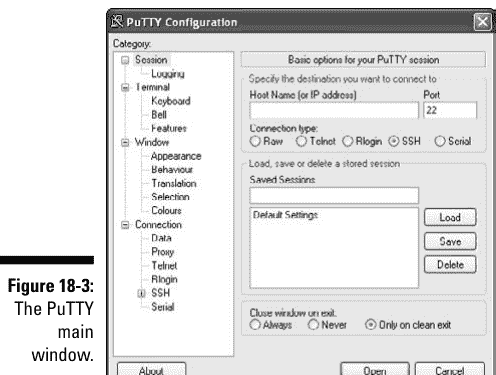 PuTTY Configuration
Category:
Session
Logging
Terminal
Keyboard
Bell
Features
Window
Appearance
Behaviour
Translation
Selection
Colours
Connection
Data
Proxy
Telnet
Rlogin
SSH
Serial
Basic options for your PuTTY session
Specify the destination you want to connect to
Host Name (or IP address)
Port
22
Connection type:
Raw Telnet Rlogin SSH Serial
Load, save or delete a stored session
Saved Sessions
Default Settings
Load
Save
Delete
Close window on exit:
Always Never Only on clean exit
About
Open
Cancel
Figure 18-3:
The PuTTY
main
window.